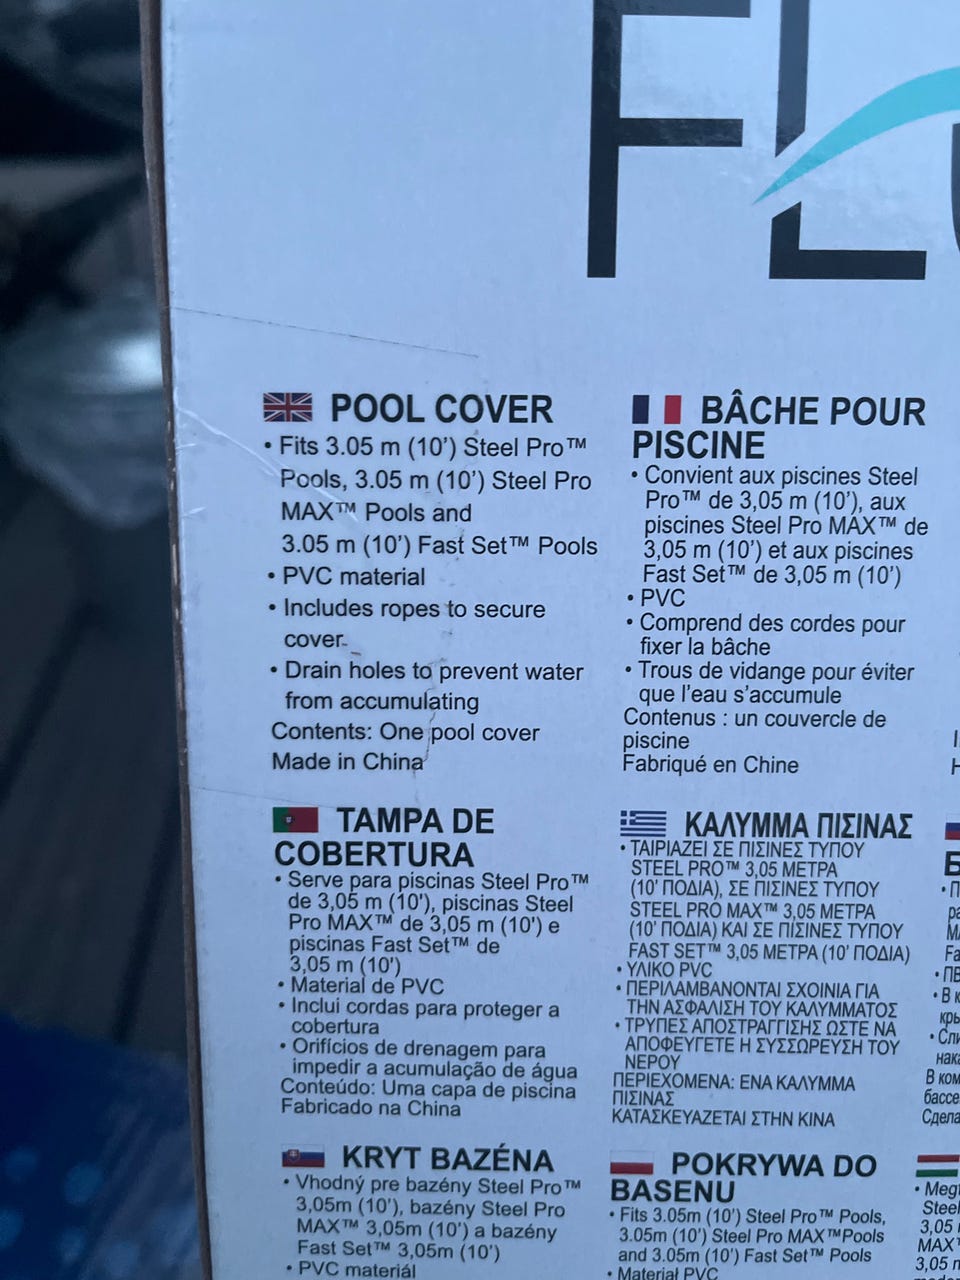 POOL COVER
• Fits 3.05 m (10') Steel Pro™
Pools, 3.05 m (10') Steel Pro
MAX™ Pools and
3.05 m (10') Fast Set™ Pools
• PVC material
• Includes ropes to secure
cover
• Drain holes to prevent water
from accumulating
Contents: One pool cover
Made in China
BÂCHE POUR
PISCINE
• Convient aux piscines Steel
Pro™ de 3,05 m (10'), aux
piscines Steel Pro MAX™ de
3,05 m (10') et aux piscines
Fast Set™ de 3,05 m (10')
• PVC
• Comprend des cordes pour
fixer la bâche
• Trous de vidange pour éviter
que l'eau s'accumule
Contenus : un couvercle de
piscine
Fabriqué en Chine
TAMPA DE
COBERTURA
• Serve para piscinas Steel Pro™
de 3,05 m (10'), piscinas Steel
Pro MAX™ de 3,05 m (10') e
piscinas Fast Set™ de
3,05 m (10')
• Material de PVC
• Inclui cordas para proteger a
cobertura
• Orifícios de drenagem para
impedir a acumulação de água
Conteúdo: Uma capa de piscina
Fabricado na China
ΚΑΛΥΜΜΑ ΠΙΣΙΝΑΣ
• ΤΑΙΡΙΑΖΕΙ ΣΕ ΠΙΣΙΝΕΣ ΤΥΠΟΥ
STEEL PRO™ 3,05 ΜΕΤΡΑ
(10' ΠΟΔΙΑ), ΣΕ ΠΙΣΙΝΕΣ ΤΥΠΟΥ
STEEL PRO MAX™ 3,05 ΜΕΤΡΑ
(10' ΠΟΔΙΑ) ΚΑΙ ΣΕ ΠΙΣΙΝΕΣ ΤΥΠΟΥ
FAST SET™ 3,05 ΜΕΤΡΑ (10' ΠΟΔΙΑ)
• ΥΛΙΚΟ PVC
• ΠΕΡΙΛΑΜΒΑΝΟΝΤΑΙ ΣΧΟΙΝΙΑ ΓΙΑ
ΤΗΝ ΑΣΦΑΛΙΣΗ ΤΟΥ ΚΑΛΥΜΜΑΤΟΣ
• ΤΡΥΠΕΣ ΑΠΟΣΤΡΑΓΓΙΣΗΣ ΩΣΤΕ ΝΑ
ΑΠΟΦΕΥΓΕΤΕ Η ΣΥΣΣΩΡΕΥΣΗ ΤΟΥ
ΝΕΡΟΥ
ΠΕΡΙΕΧΟΜΕΝΑ: ΕΝΑ ΚΑΛΥΜΜΑ
ΠΙΣΙΝΑΣ
ΚΑΤΑΣΚΕΥΑΖΕΤΑΙ ΣΤΗΝ ΚΙΝΑ
KRYT BAZÉNA
• Vhodný pre bazény Steel Pro™
3,05m (10'), bazény Steel Pro
MAX™ 3,05m (10') a bazény
Fast Set™ 3,05m (10')
• PVC materiál
POKRYWA DO
BASENU
• Fits 3.05m (10') Steel Pro™ Pools,
3.05m (10') Steel Pro MAX™Pools
and 3.05m (10') Fast Set™ Pools
• Materiał PVC
В ком
Steel
3,05
MAX™
3,05